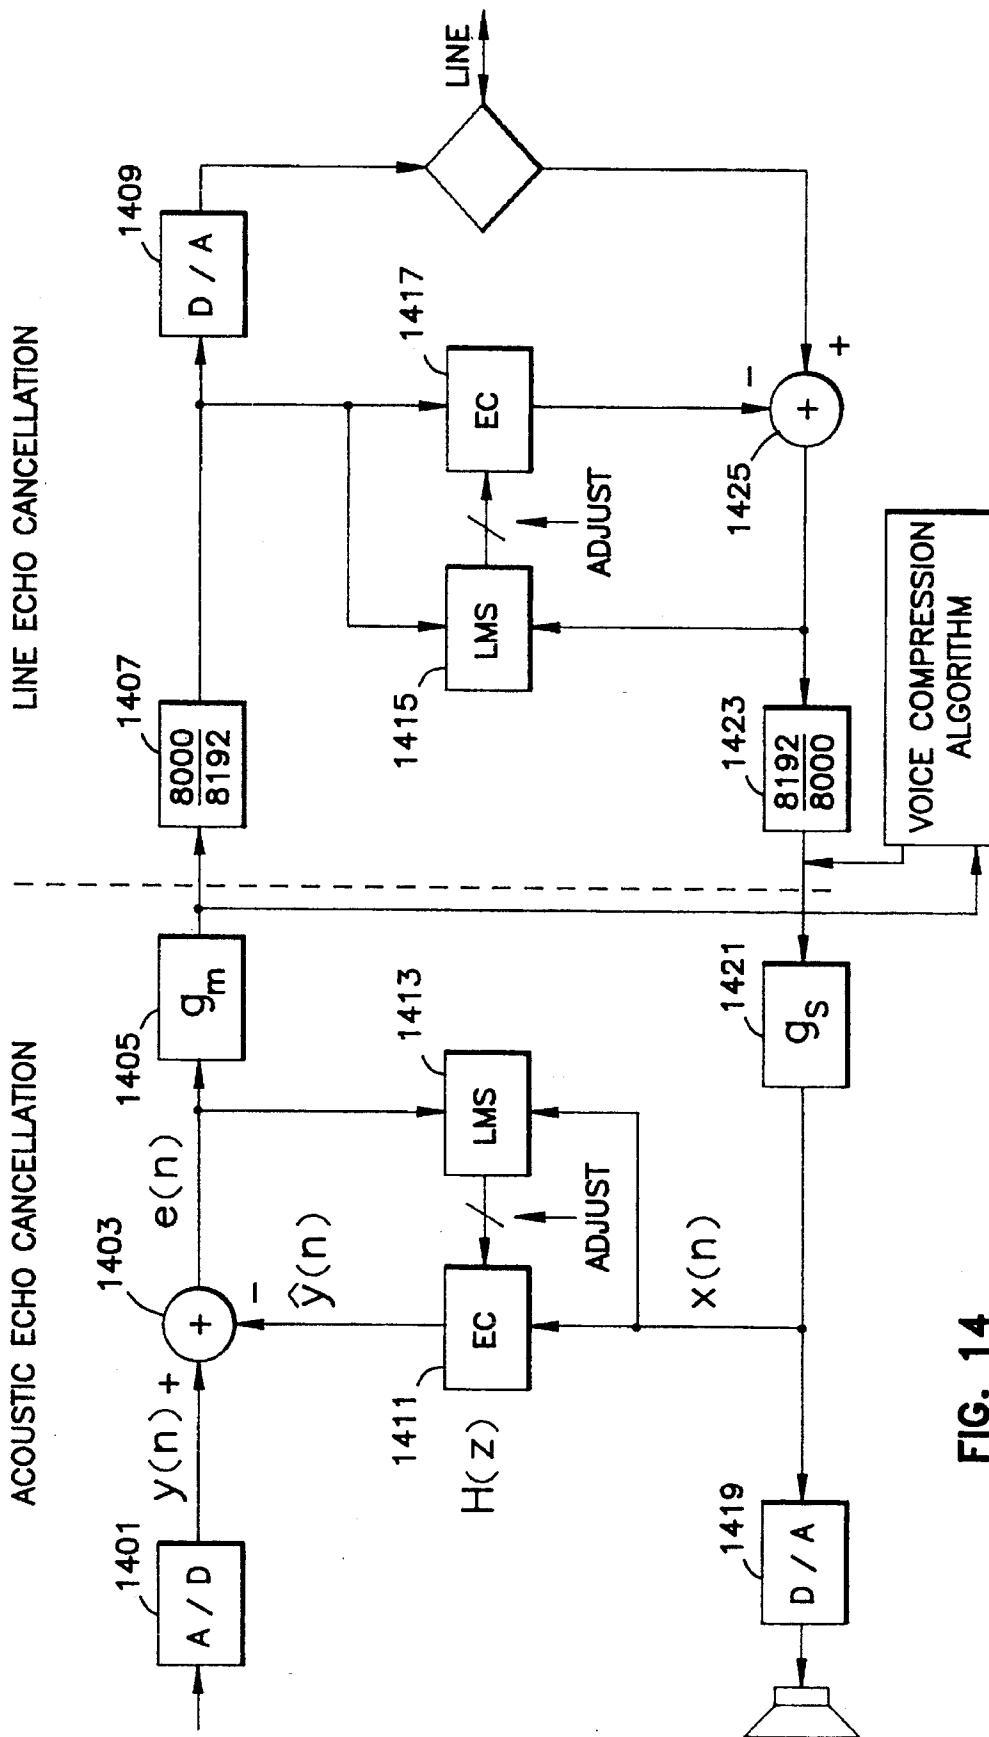 ACOUSTIC ECHO CANCELLATION
LINE ECHO CANCELLATION
1401
A / D
y(n)
+
1403
+
−
e(n)
1405
gm
1407
8000
8192
1409
D / A
LINE
ŷ(n)
H(z)
1411
EC
ADJUST
LMS
1413
1415
LMS
ADJUST
EC
1417
−
+
+
1425
x(n)
1419
D / A
1421
gS
1423
8192
8000
VOICE COMPRESSION
ALGORITHM
FIG. 14